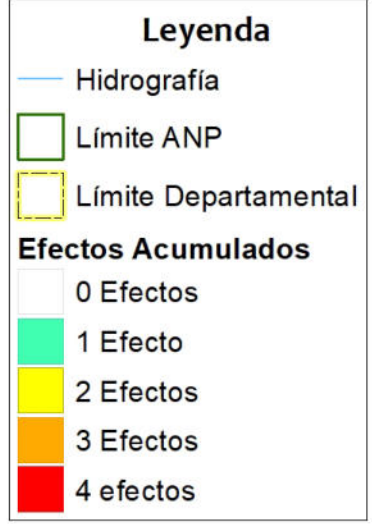 Leyenda
Hidrografía
Límite ANP
Límite Departamental
Efectos Acumulados
0 Efectos
1 Efecto
2 Efectos
3 Efectos
4 efectos